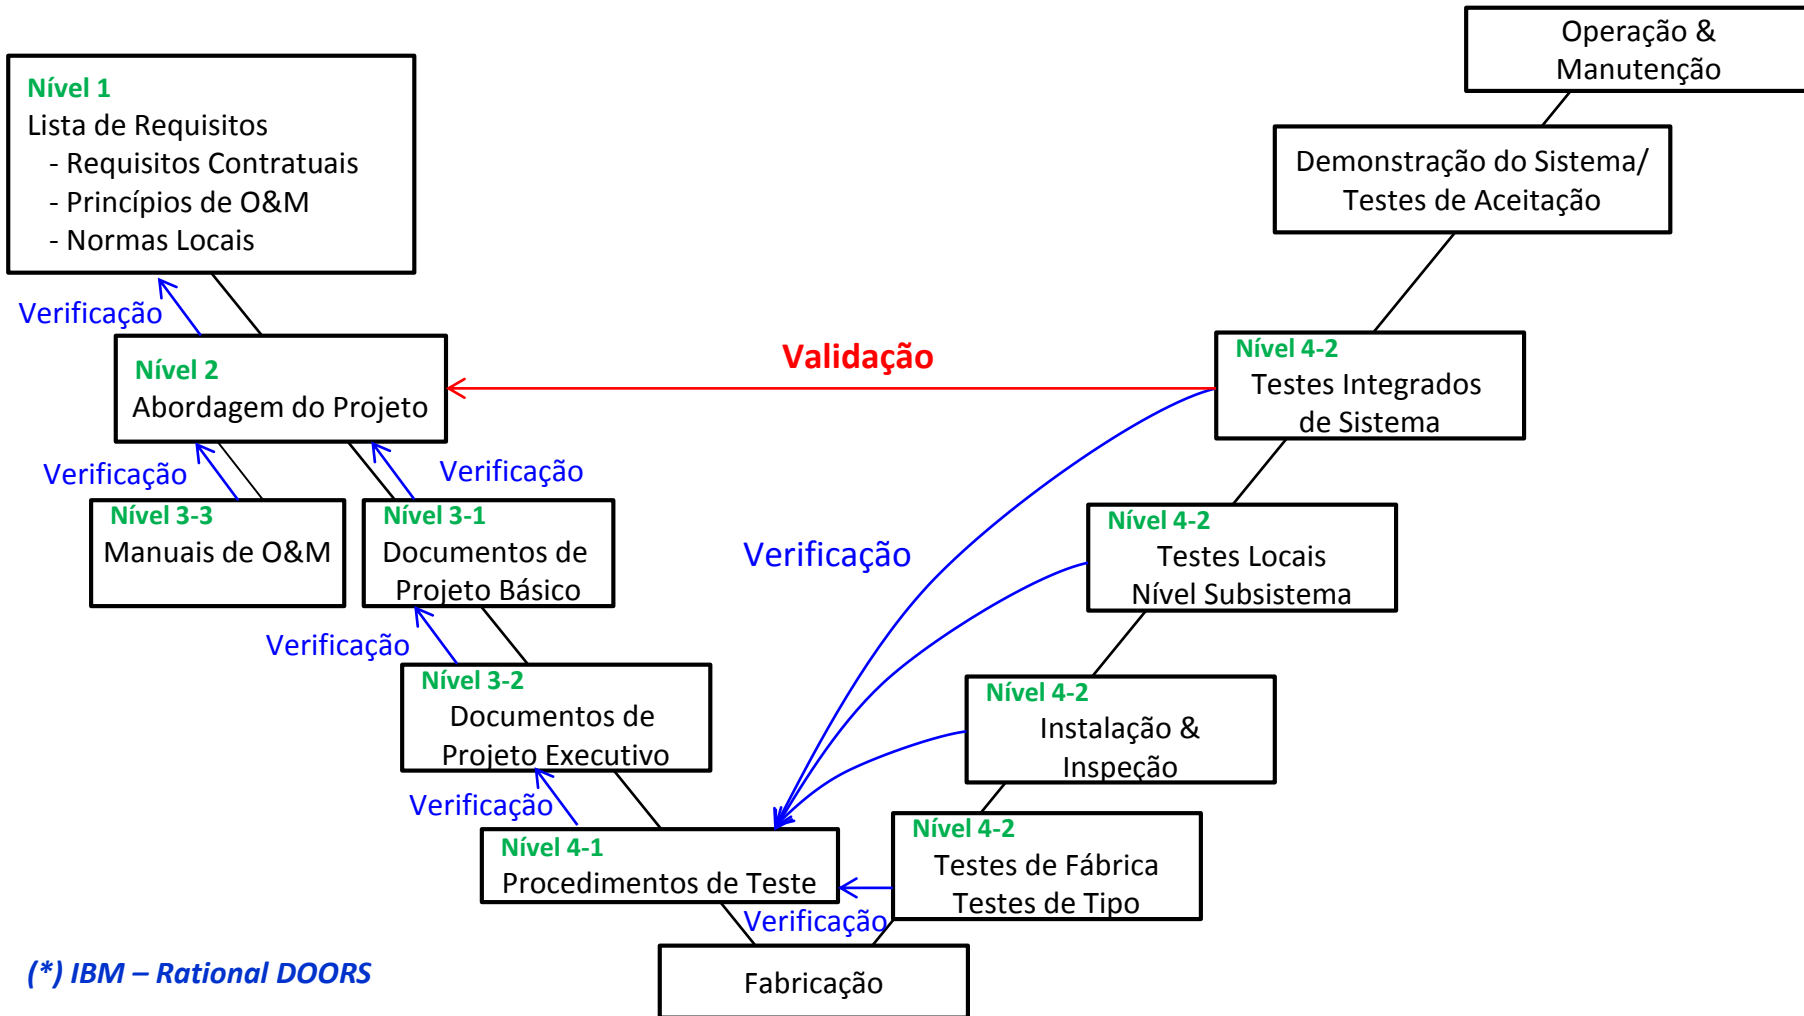 Operação &
Manutenção
Nível 1
Lista de Requisitos
- Requisitos Contratuais
- Princípios de O&M
- Normas Locais
Demonstração do Sistema/
Testes de Aceitação
Verificação
Nível 2
Abordagem do Projeto
Validação
Nível 4-2
Testes Integrados
de Sistema
Verificação
Verificação
Nível 3-3
Manuais de O&M
Nível 3-1
Documentos de
Projeto Básico
Verificação
Nível 4-2
Testes Locais
Nível Subsistema
Verificação
Nível 3-2
Documentos de
Projeto Executivo
Nível 4-2
Instalação &
Inspeção
Verificação
Nível 4-1
Procedimentos de Teste
Nível 4-2
Testes de Fábrica
Testes de Tipo
Verificação
Fabricação
(*) IBM – Rational DOORS